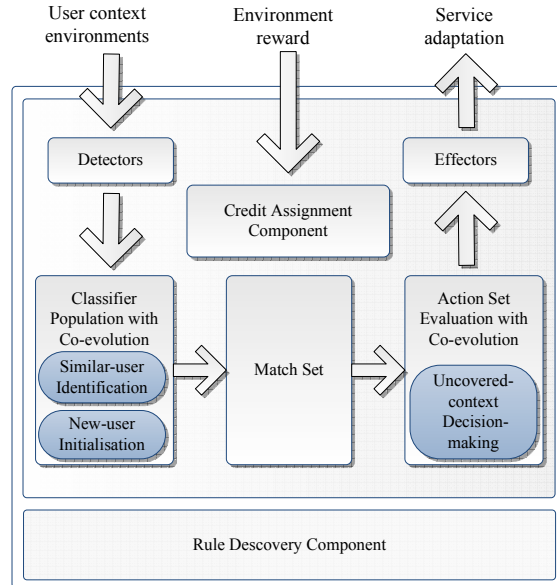 User context
environments
Environment
reward
Service
adaptation
Detectors
Effectors
Credit Assignment
Component
Classifier
Population with
Co-evolution
Similar-user
Identification
New-user
Initialisation
Match Set
Action Set
Evaluation with
Co-evolution
Uncovered-
context
Decision-
making
Rule Descovery Component